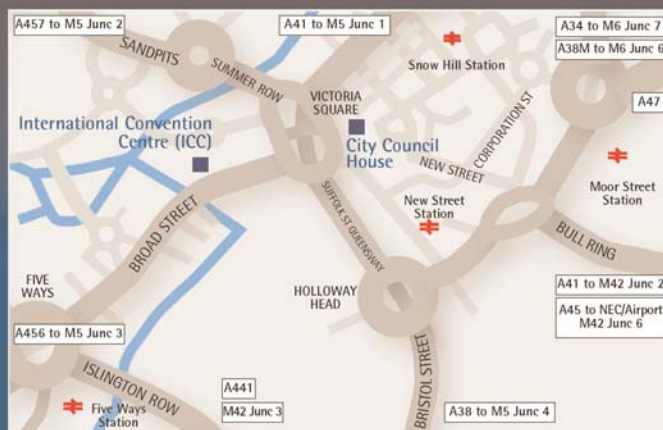 A457 to M5 Junc 2
A41 to M5 Junc 1
A34 to M6 Junc 7
A38M to M6 Junc 6
SANDPITS
SUMMER ROW
Snow Hill Station
VICTORIA
SQUARE
CORPORATION ST
A47
International Convention
Centre (ICC)
City Council
House
NEW STREET
Moor Street
Station
New Street
Station
SUFFOLK ST QUEENSWAY
BROAD STREET
BULL RING
FIVE
WAYS
HOLLOWAY
HEAD
A41 to M42 Junc 2
A45 to NEC/Airport
M42 Junc 6
A456 to M5 Junc 3
ISLINGTON ROW
BRISTOL STREET
A441
M42 Junc 3
A38 to M5 Junc 4
Five Ways
Station